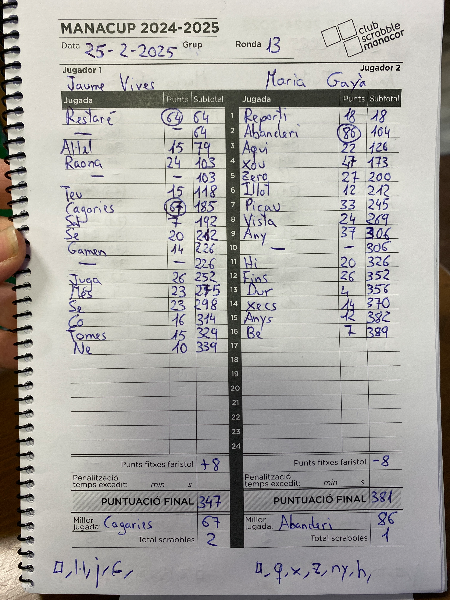 MANACUP 2024-2025
Data 25-2-2025 Grup Ronda 13
club scrabble manacor
Jugador 1 Jugador 2
Jaume Vives Maria Gayà
Jugada Punts Subtotal Jugada Punts Subtotal
Restaré 64 64 1 Reporti 18 18
— 64 2 Abanderi 86 104
15 79 3 Aquí 22 126
Raona 24 103 4 Xou 47 173
— - 103 5 Zero 27 200
Teu 15 118 6 Illot 12 212
Cagaries 67 185 7 Picau 33 245
7 192 8 Vista 24 269
Se 20 212 9 Any 37 306
Gamen 14 226 10 — - 306
— - 226 11 Hi 20 326
Juga 26 252 12 Fins 26 352
Més 23 275 13 Dur 4 356
Se 23 298 14 Xecs 14 370
Co 16 314 15 Anys 12 382
Tomes 15 329 16 Be 7 389
Ne 10 339 17
18
19
20
21
22
23
24
Punts fitxes faristol +8 Punts fitxes faristol -8
Penalització temps excedit: min s Penalització temps excedit: min s
PUNTUACIÓ FINAL 347 PUNTUACIÓ FINAL 381
Millor jugada: Cagaries 67 Millor jugada: Abanderi 86
Total scrabbles 2 Total scrabbles 1
q, x, z, ny, h,